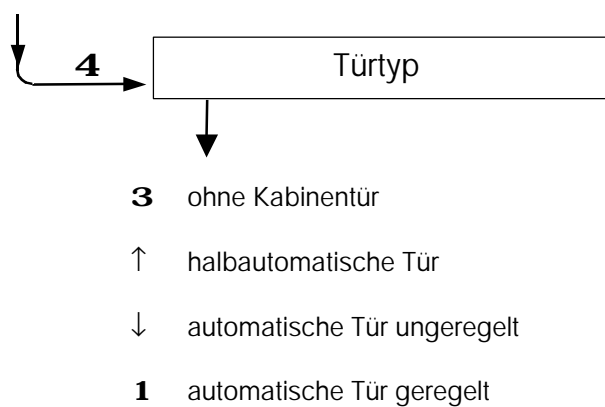 4 Türtyp
3 ohne Kabinentür
↑ halbautomatische Tür
↓ automatische Tür ungeregelt
1 automatische Tür geregelt